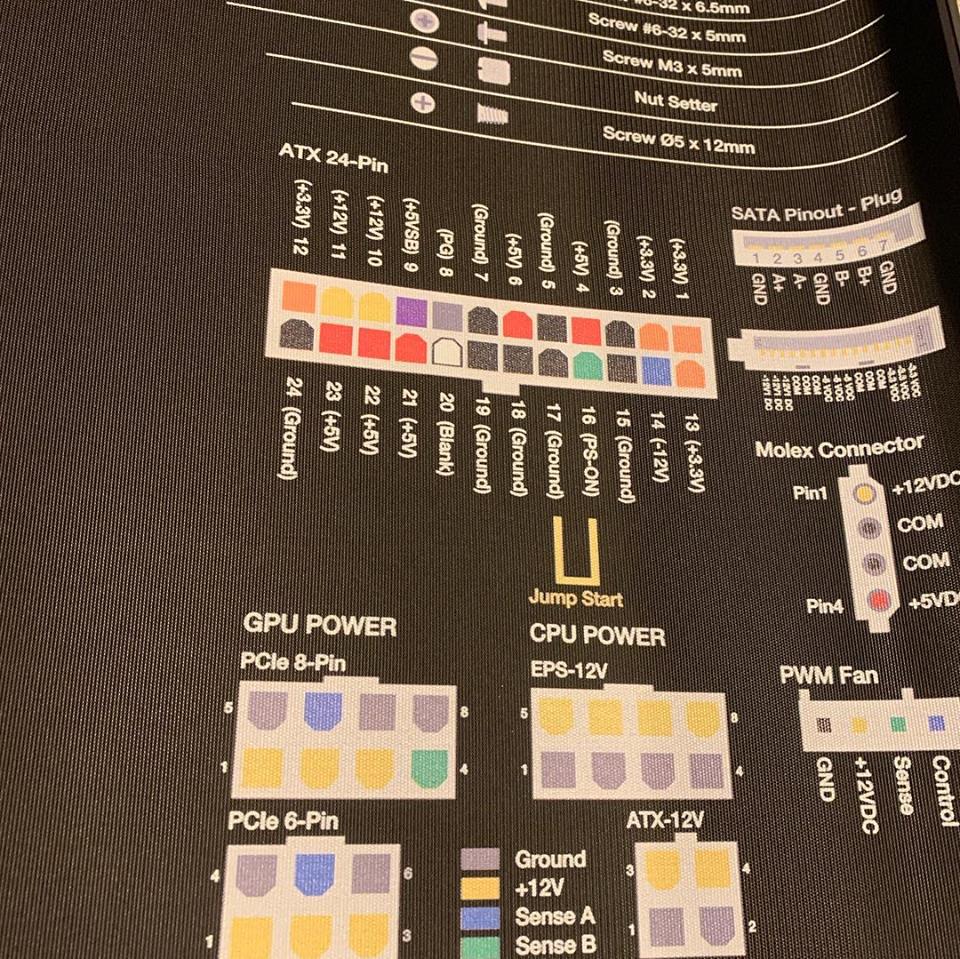 #6-32 x 6.5mm
Screw #6-32 x 5mm
Screw M3 x 5mm
Nut Setter
Screw Ø5 x 12mm
ATX 24-Pin
(+3.3V) 12
(+12V) 11
(+12V) 10
(+5VSB) 9
(PG) 8
(Ground) 7
(+5V) 6
(Ground) 5
(+5V) 4
(Ground) 3
(+3.3V) 2
(+3.3V) 1
24 (Ground)
23 (+5V)
22 (+5V)
21 (+5V)
20 (Blank)
19 (Ground)
18 (Ground)
17 (Ground)
16 (PS-ON)
15 (Ground)
14 (-12V)
13 (+3.3V)
Jump Start
SATA Pinout - Plug
1 2 3 4 5 6 7
GND
A+
A-
GND
B-
B+
GND
COM
COM
COM
COM
COM
Molex Connector
Pin1
+12VDC
COM
COM
Pin4
+5VD
GPU POWER
PCIe 8-Pin
5 8
1 4
PCIe 6-Pin
4 6
1 3
CPU POWER
EPS-12V
5 8
1 4
ATX-12V
3 4
1 2
Ground
+12V
Sense A
Sense B
PWM Fan
GND
+12VDC
Sense
Control